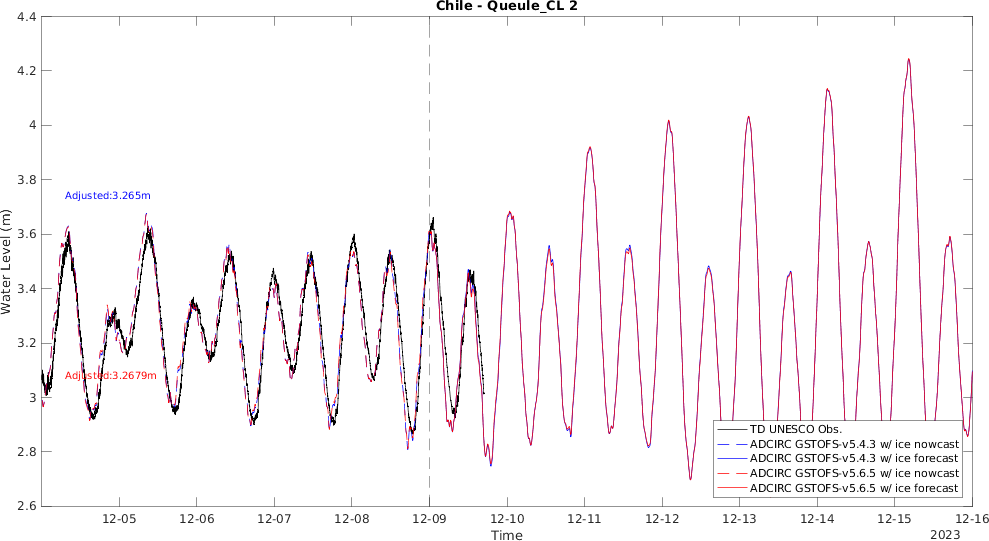 Chile - Queule_CL 2
4.4
4.2
4
3.8
3.6
3.4
3.2
3
2.8
2.6
Water Level (m)
Adjusted:3.265m
Adjusted:3.2679m
TD UNESCO Obs.
ADCIRC GSTOFS-v5.4.3 w/ ice nowcast
ADCIRC GSTOFS-v5.4.3 w/ ice forecast
ADCIRC GSTOFS-v5.6.5 w/ ice nowcast
ADCIRC GSTOFS-v5.6.5 w/ ice forecast
12-05 12-06 12-07 12-08 12-09 12-10 12-11 12-12 12-13 12-14 12-15 12-16
Time
2023